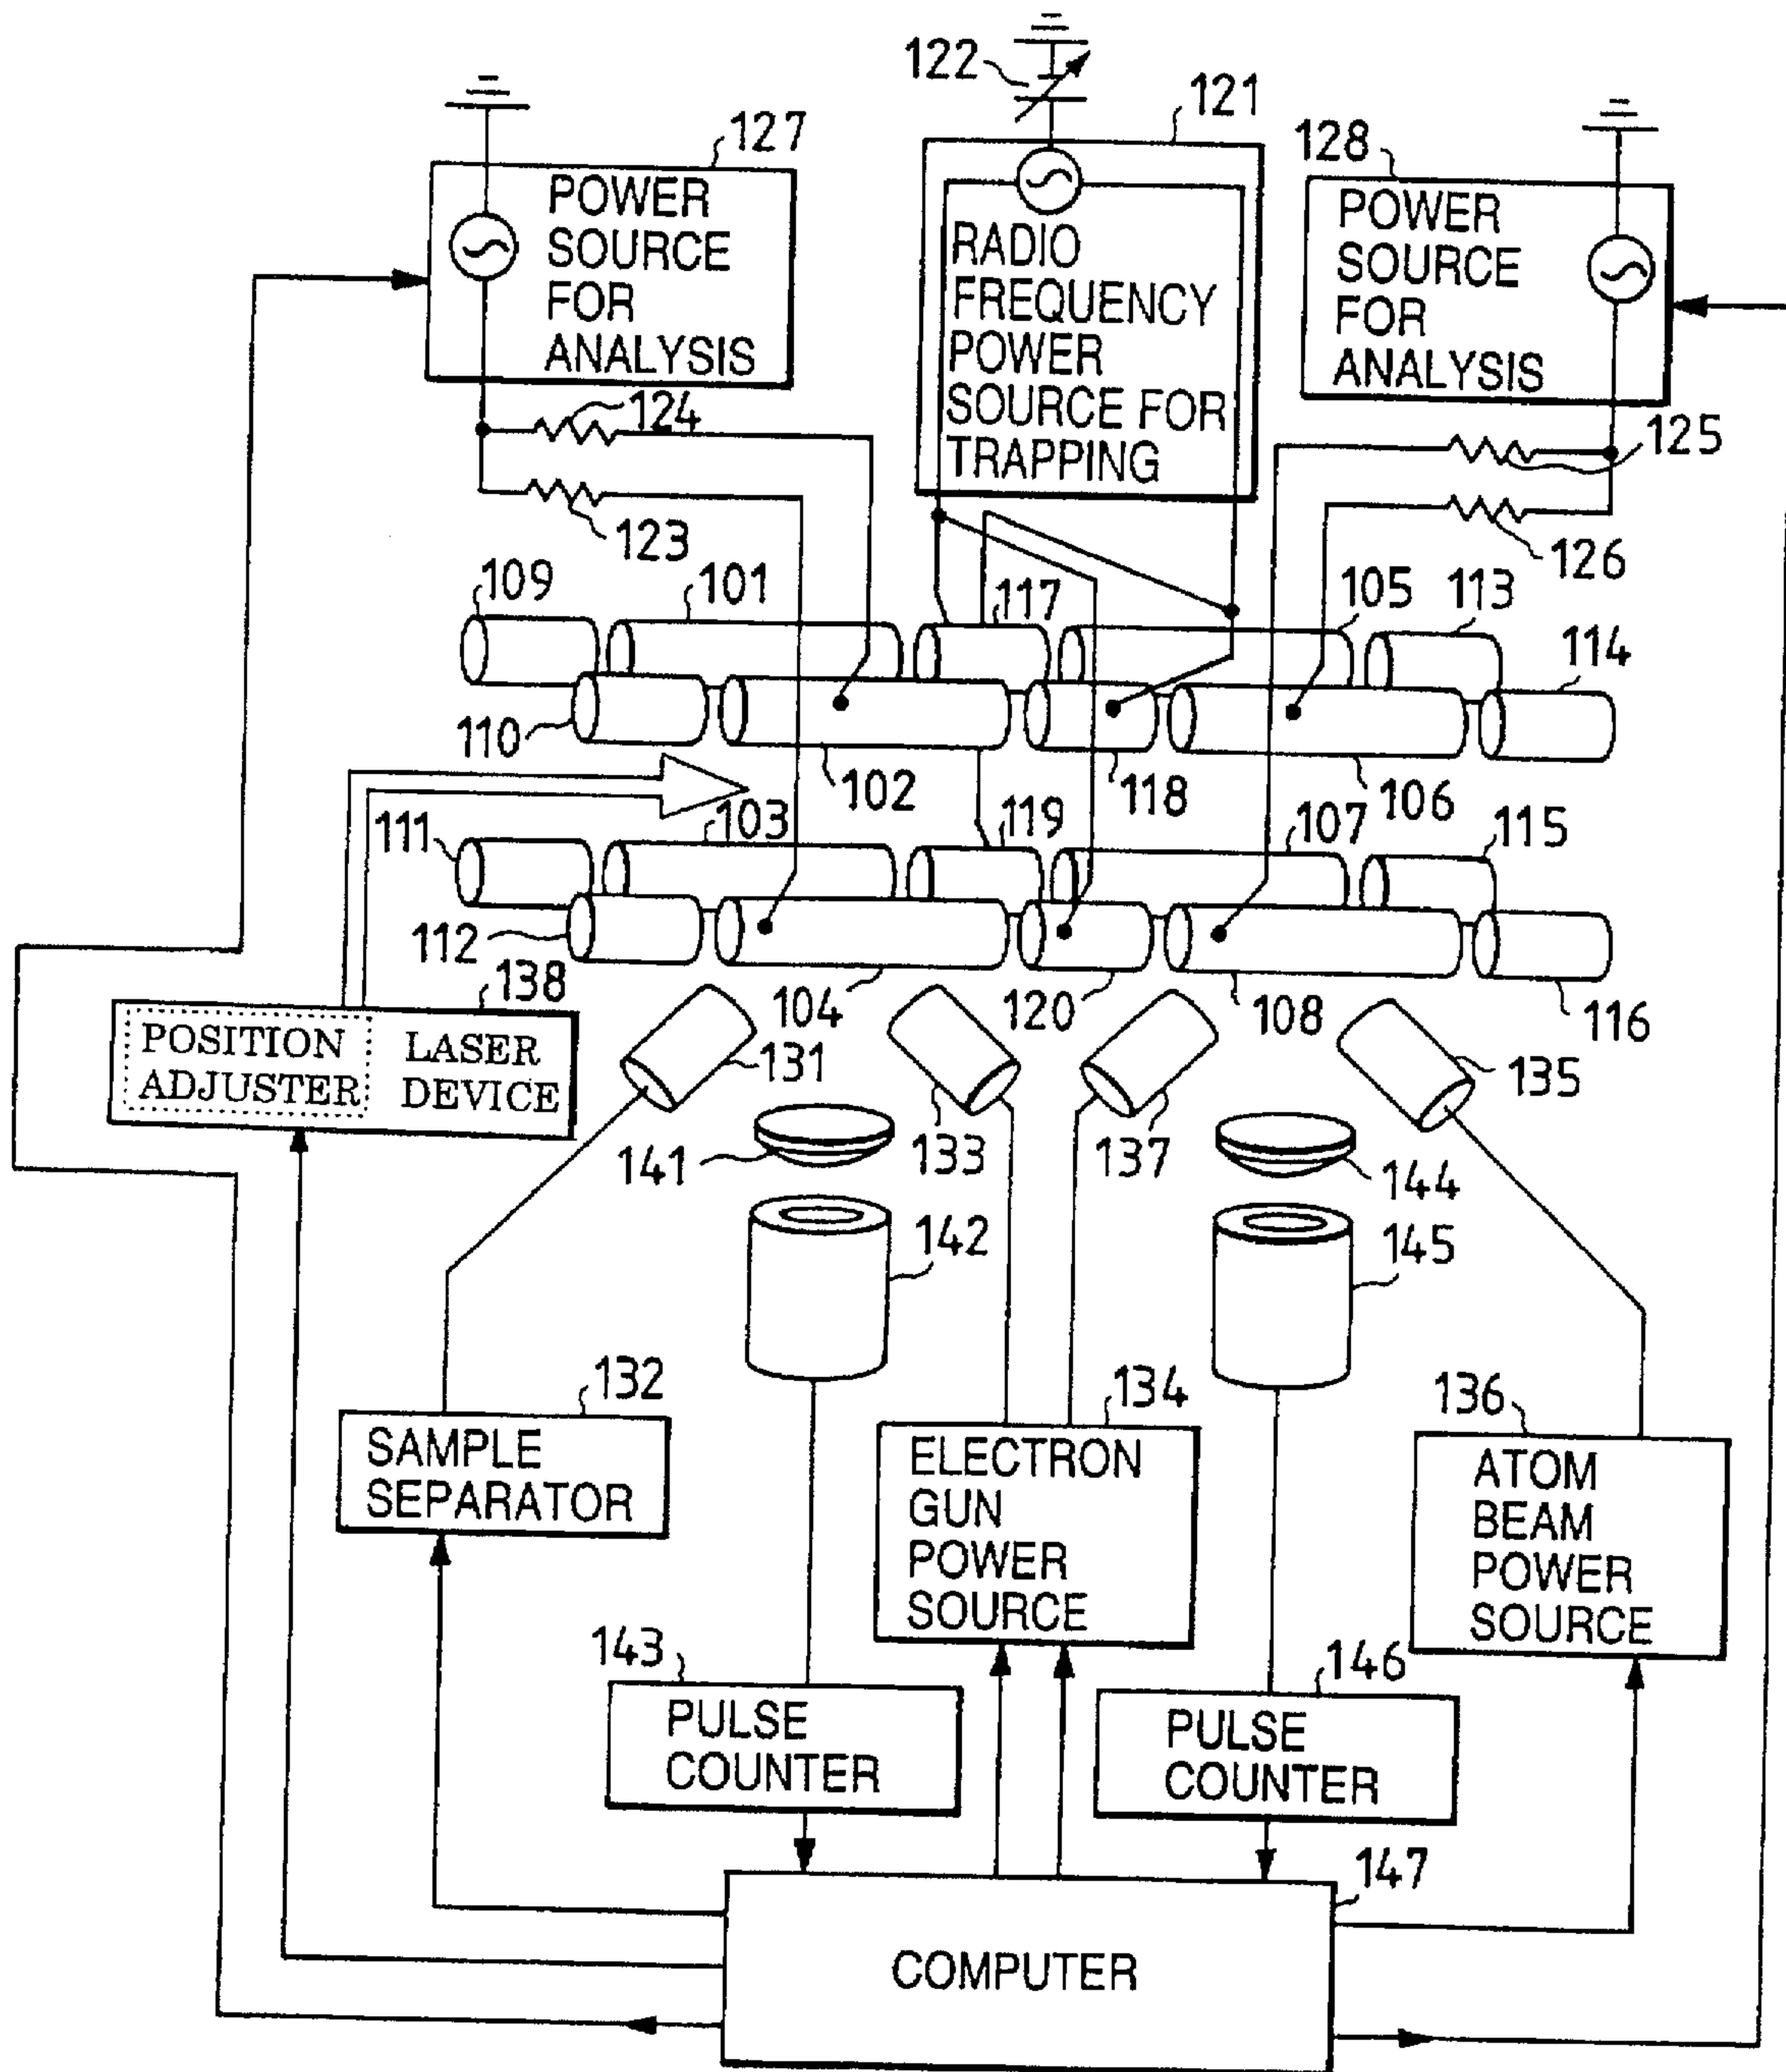 122
121
127
128
POWER
SOURCE
FOR
ANALYSIS
RADIO
FREQUENCY
POWER
SOURCE FOR
TRAPPING
POWER
SOURCE
FOR
ANALYSIS
124
125
123
126
109
101
117
105
113
114
110
102
118
106
111
103
119
107
115
112
104
120
108
116
138
POSITION
ADJUSTER
LASER
DEVICE
131
133
137
135
141
144
142
145
132
134
136
SAMPLE
SEPARATOR
ELECTRON
GUN
POWER
SOURCE
ATOM
BEAM
POWER
SOURCE
143
146
PULSE
COUNTER
PULSE
COUNTER
147
COMPUTER